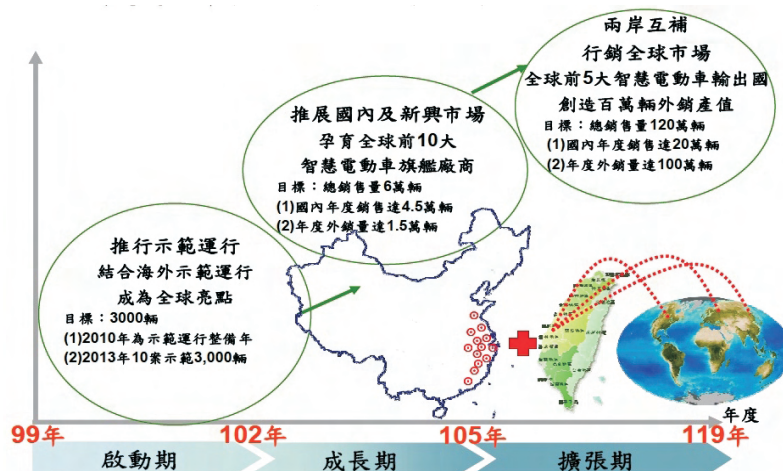 兩岸互補
行銷全球市場
全球前5大智慧電動車輸出國
創造百萬輛外銷產值
目標：總銷售量120萬輛
(1)國內年度銷售達20萬輛
(2)年度外銷量達100萬輛
推展國內及新興市場
孕育全球前10大
智慧電動車旗艦廠商
目標：總銷售量6萬輛
(1)國內年度銷售達4.5萬輛
(2)年度外銷量達1.5萬輛
推行示範運行
結合海外示範運行
成為全球亮點
目標：3000輛
(1)2010年為示範運行整備年
(2)2013年10案示範3,000輛
年度
99年
102年
105年
119年
啟動期
成長期
擴張期